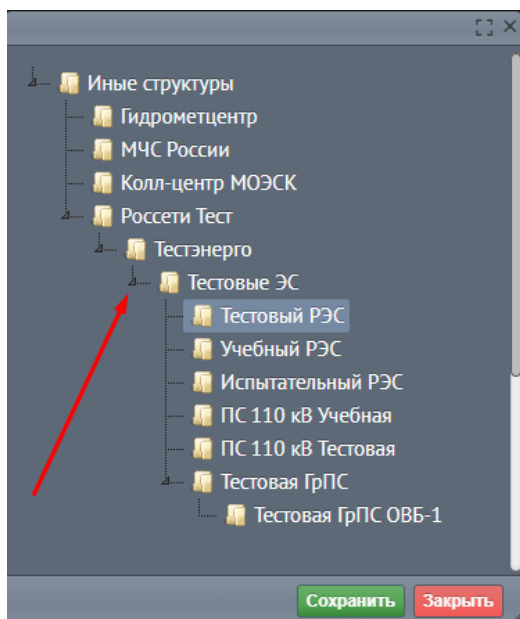 Иные структуры
Гидрометцентр
МЧС России
Колл-центр МОЭСК
Россети Тест
Тестэнерго
Тестовые ЭС
Тестовый РЭС
Учебный РЭС
Испытательный РЭС
ПС 110 кВ Учебная
ПС 110 кВ Тестовая
Тестовая ГрПС
Тестовая ГрПС ОВБ-1
Сохранить Закрыть